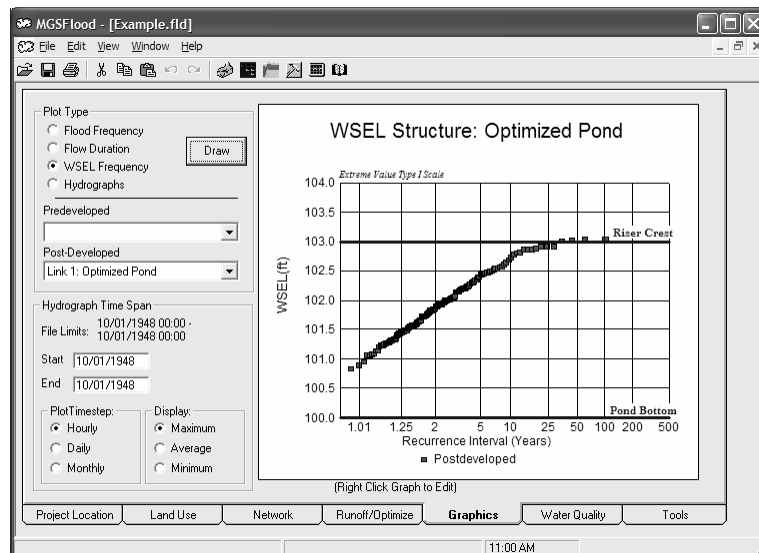 MGSFlood - [Example.fld]
File Edit View Window Help
Plot Type
Flood Frequency
Flow Duration
WSEL Frequency
Hydrographs
Draw
Predeveloped
Post-Developed
Link 1: Optimized Pond
Hydrograph Time Span
File Limits: 10/01/1948 00:00 -
10/01/1948 00:00
Start 10/01/1948
End 10/01/1948
PlotTimestep:
Hourly
Daily
Monthly
Display:
Maximum
Average
Minimum
WSEL Structure: Optimized Pond
Extreme Value Type I Scale
WSEL(ft)
104.0
103.5
103.0
102.5
102.0
101.5
101.0
100.5
100.0
Riser Crest
Pond Bottom
1.01 1.25 2 5 10 25 50 100 200 500
Recurrence Interval (Years)
Postdeveloped
(Right Click Graph to Edit)
Project Location Land Use Network Runoff/Optimize Graphics Water Quality Tools
11:00 AM